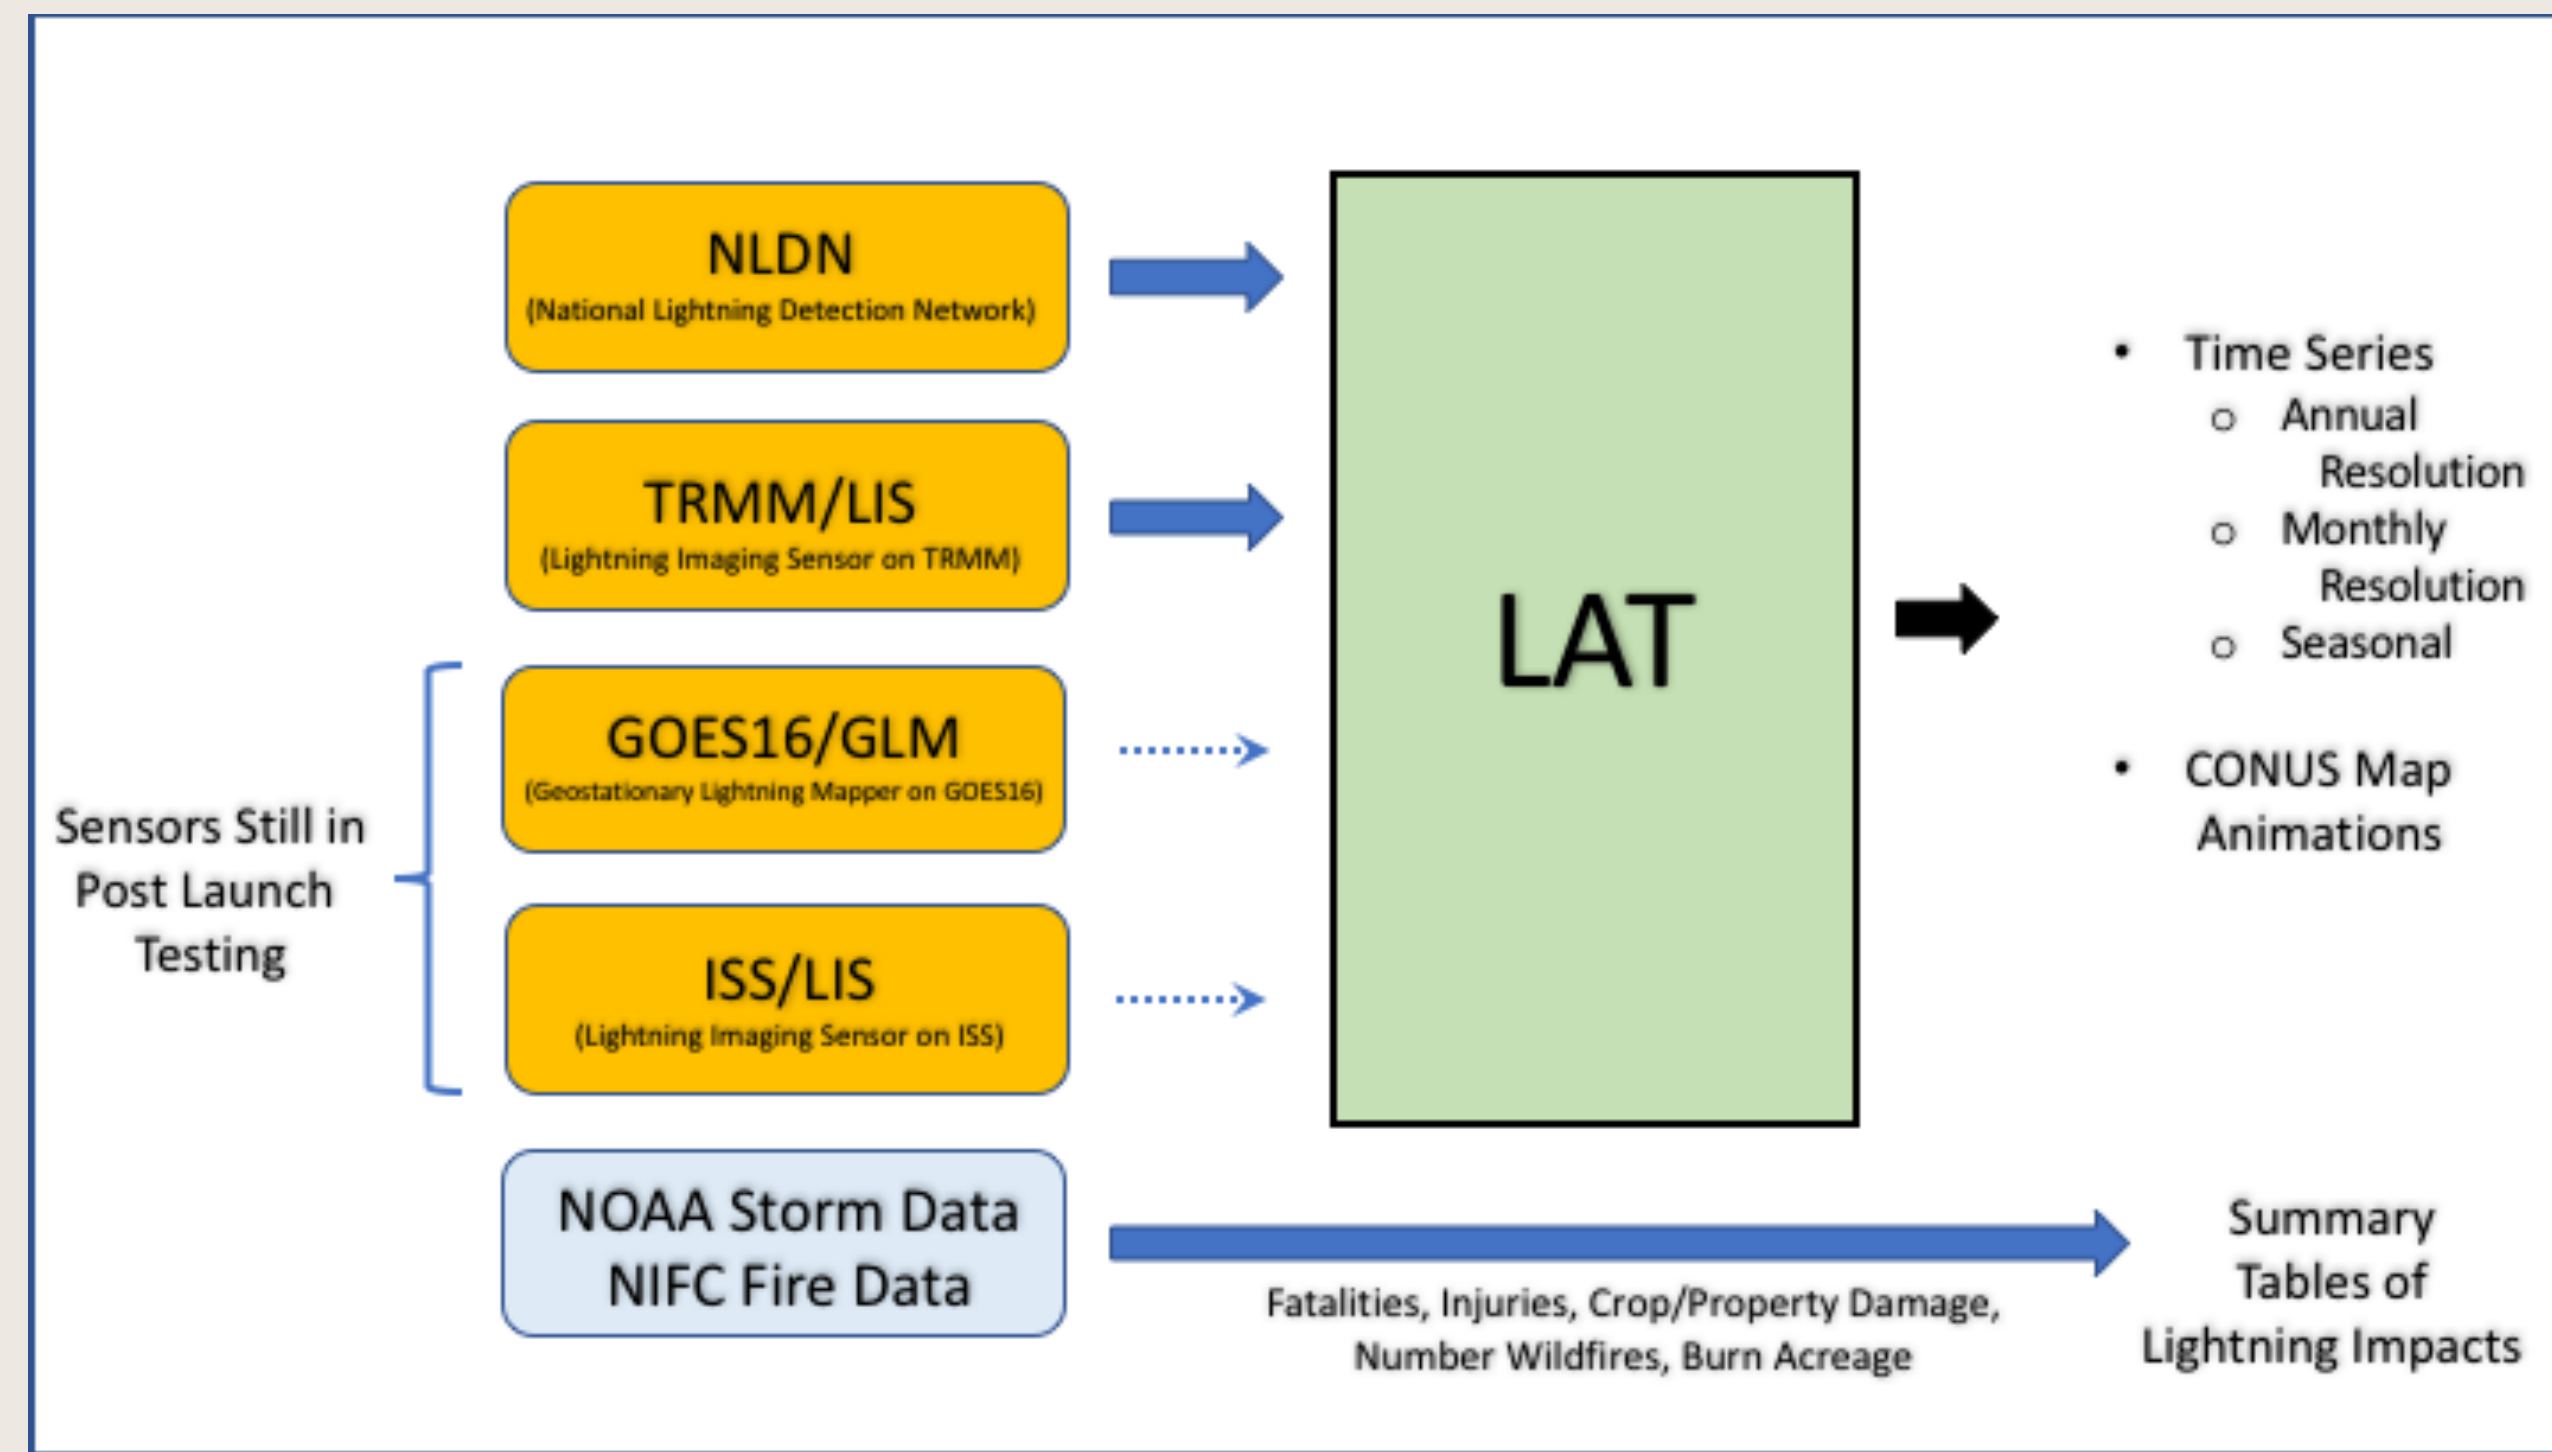 NLDN
(National Lightning Detection Network)
TRMM/LIS
(Lightning Imaging Sensor on TRMM)
GOES16/GLM
(Geostationary Lightning Mapper on GOES16)
ISS/LIS
(Lightning Imaging Sensor on ISS)
Sensors Still in
Post Launch
Testing
NOAA Storm Data
NIFC Fire Data
LAT
• Time Series
o Annual
Resolution
o Monthly
Resolution
o Seasonal
• CONUS Map
Animations
Fatalities, Injuries, Crop/Property Damage,
Number Wildfires, Burn Acreage
Summary
Tables of
Lightning Impacts